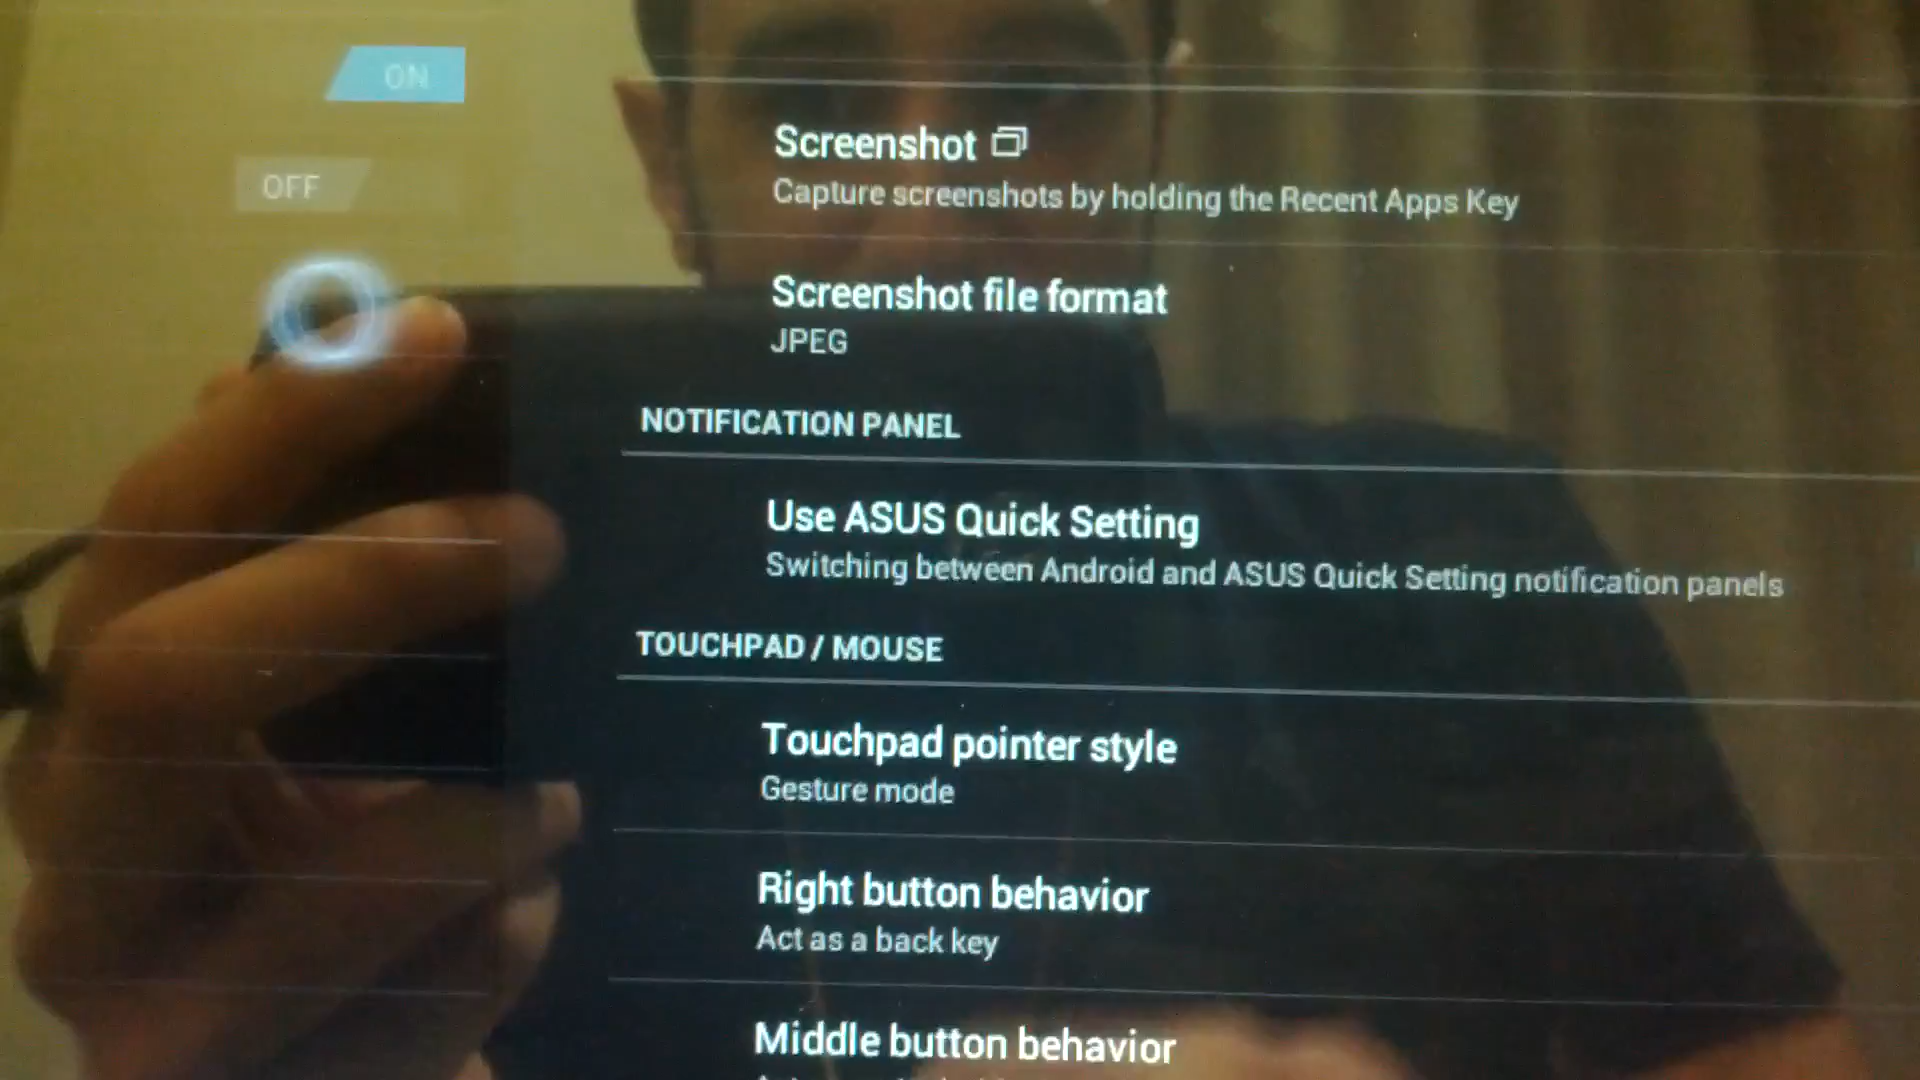 ON
OFF
Screenshot
Capture screenshots by holding the Recent Apps Key
Screenshot file format
JPEG
NOTIFICATION PANEL
Use ASUS Quick Setting
Switching between Android and ASUS Quick Setting notification panels
TOUCHPAD / MOUSE
Touchpad pointer style
Gesture mode
Right button behavior
Act as a back key
Middle button behavior